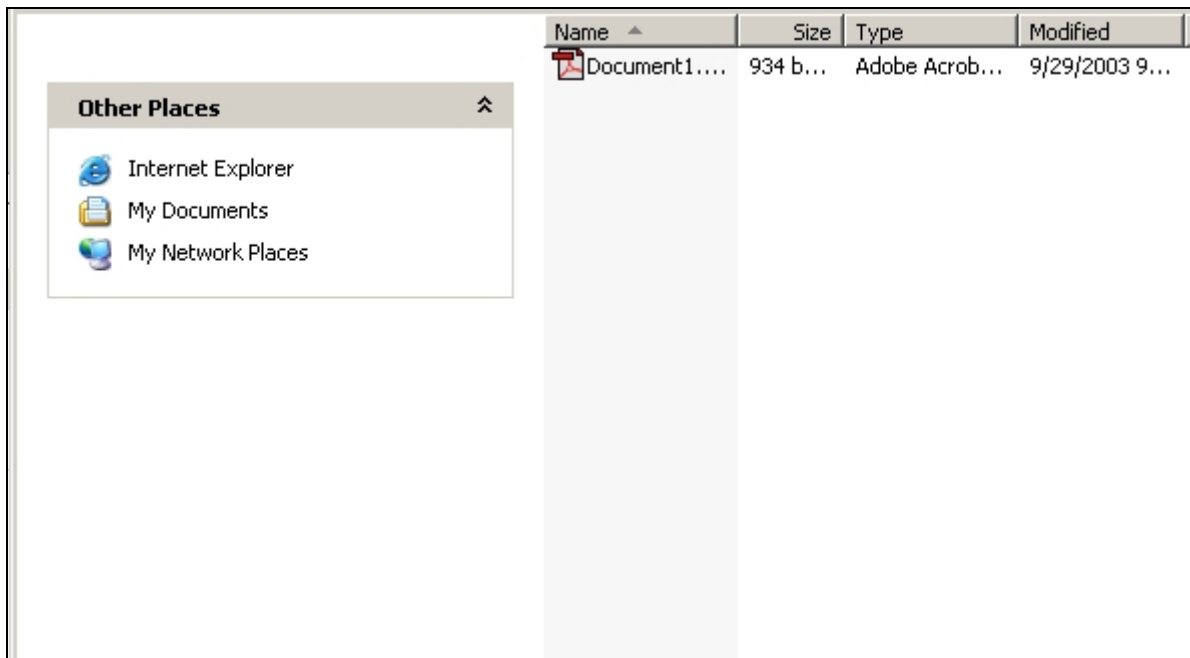 Name Size Type Modified
Document1.... 934 b... Adobe Acrob... 9/29/2003 9...
Other Places
Internet Explorer
My Documents
My Network Places